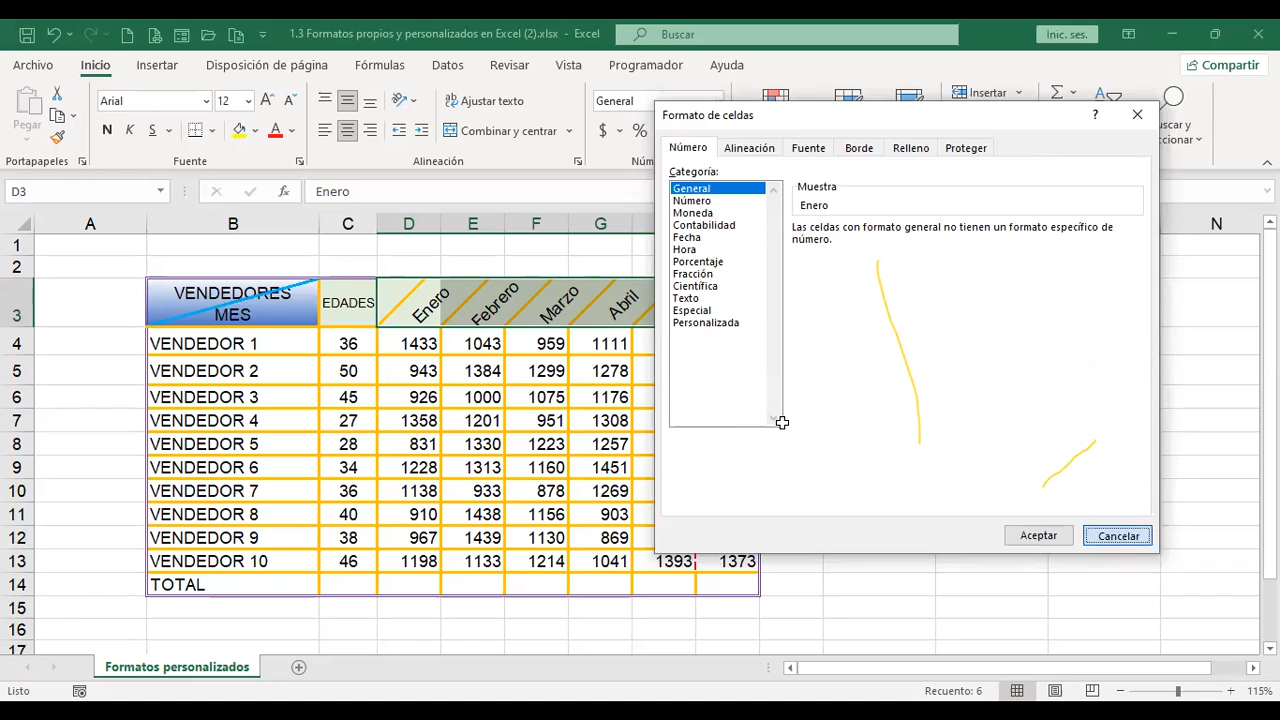 1.3 Formatos propios y personalizados en Excel (2).xlsx - Excel
Buscar
Inic. ses.
Archivo Inicio Insertar Disposición de página Fórmulas Datos Revisar Vista Programador Ayuda
Compartir
Pegar
Arial 12
N K S
Ajustar texto
Combinar y centrar
General
$ %
Insertar
Portapapeles Fuente Alineación
D3
fx Enero
A B C D E F G N
1
2
3 VENDEDORES MES EDADES Enero Febrero Marzo Abril
4 VENDEDOR 1 36 1433 1043 959 1111
5 VENDEDOR 2 50 943 1384 1299 1278
6 VENDEDOR 3 45 926 1000 1075 1176
7 VENDEDOR 4 27 1358 1201 951 1308
8 VENDEDOR 5 28 831 1330 1223 1257
9 VENDEDOR 6 34 1228 1313 1160 1451
10 VENDEDOR 7 36 1138 933 878 1269
11 VENDEDOR 8 40 910 1438 1156 903
12 VENDEDOR 9 38 967 1439 1130 869
13 VENDEDOR 10 46 1198 1133 1214 1041 1393 1373
14 TOTAL
15
16
17
Formato de celdas
?
Número Alineación Fuente Borde Relleno Proteger
Categoría:
General
Número
Moneda
Contabilidad
Fecha
Hora
Porcentaje
Fracción
Científica
Texto
Especial
Personalizada
Muestra
Enero
Las celdas con formato general no tienen un formato específico de
número.
Aceptar Cancelar
Formatos personalizados
Listo
Recuento: 6
115%